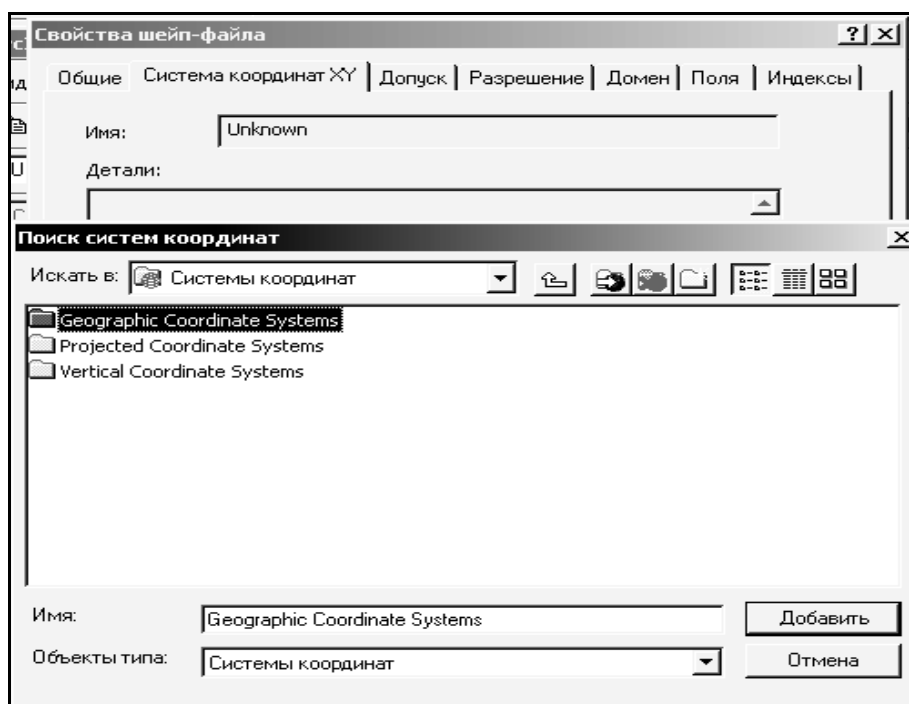 Свойства шейп-файла
Общие Система координат XY Допуск Разрешение Домен Поля Индексы
Имя: Unknown
Детали:
Поиск систем координат
Искать в: Системы координат
Geographic Coordinate Systems
Projected Coordinate Systems
Vertical Coordinate Systems
Имя: Geographic Coordinate Systems Добавить
Объекты типа: Системы координат Отмена